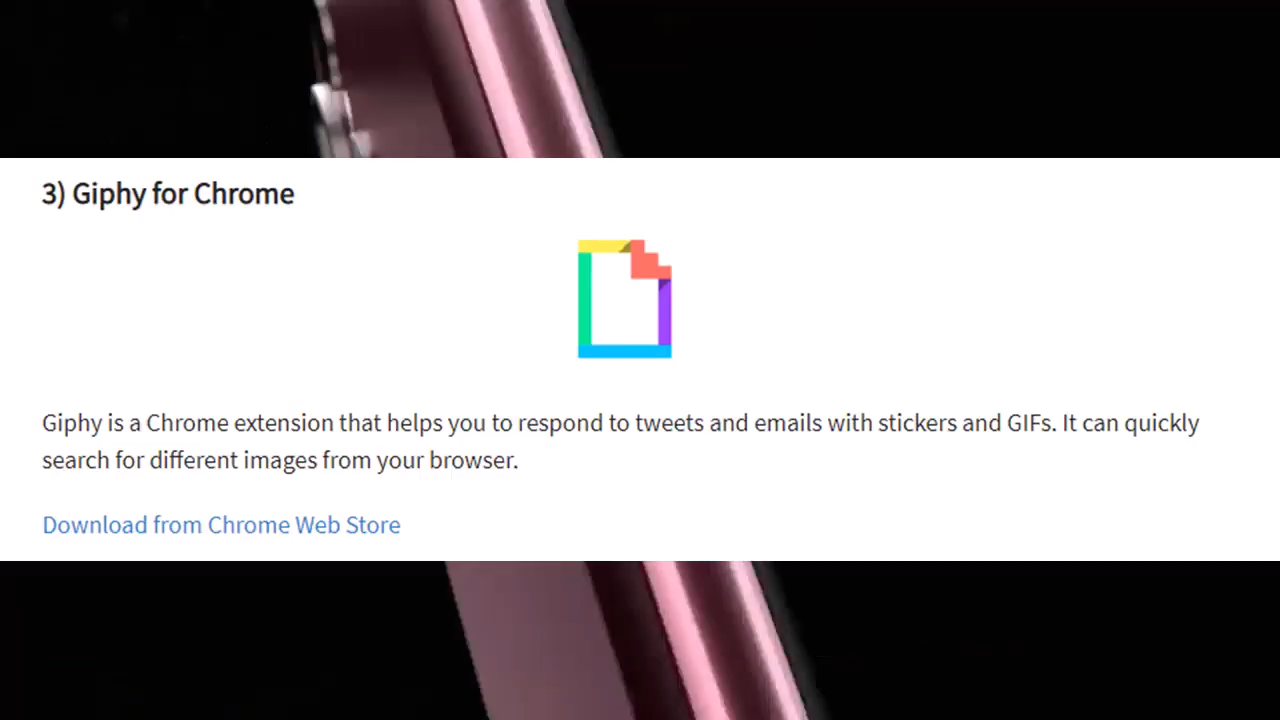 3) Giphy for Chrome
Giphy is a Chrome extension that helps you to respond to tweets and emails with stickers and GIFs. It can quickly
search for different images from your browser.
Download from Chrome Web Store